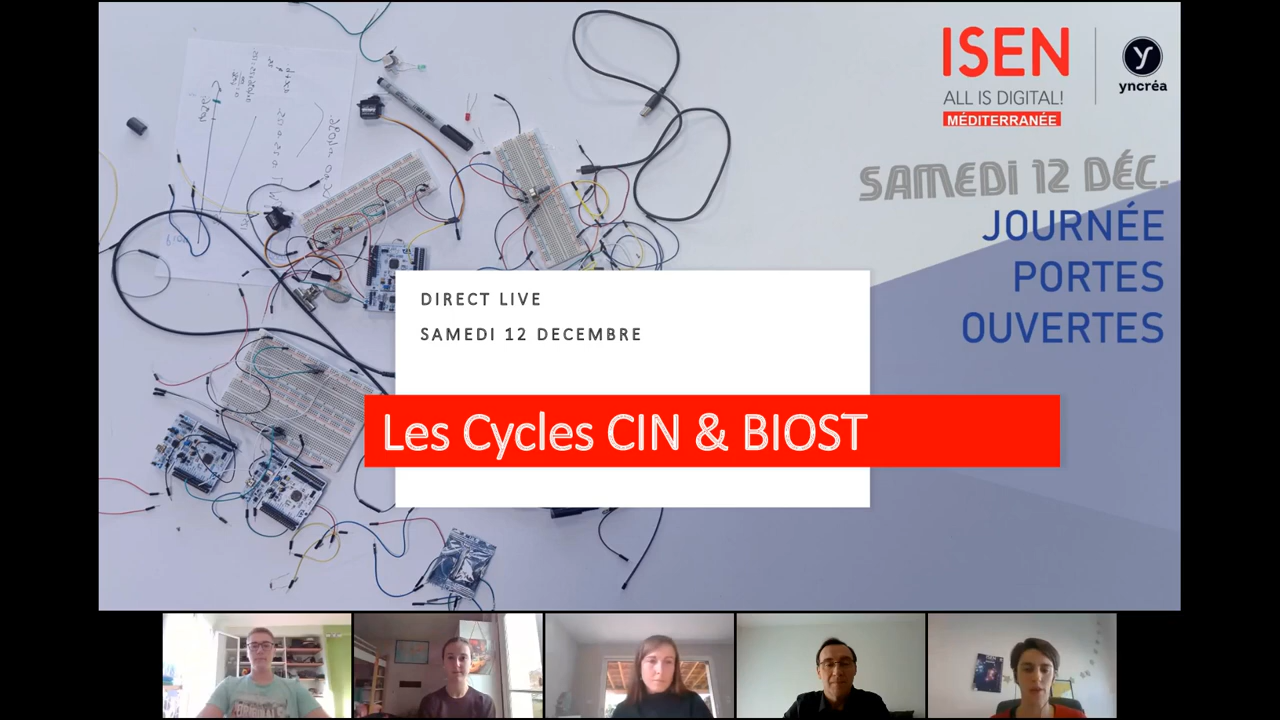 ISEN
ALL IS DIGITAL!
MÉDITERRANÉE
yncréa
SAMEDI 12 DÉC.
JOURNÉE
PORTES
OUVERTES
DIRECT LIVE
SAMEDI 12 DECEMBRE
Les Cycles CIN & BIOST